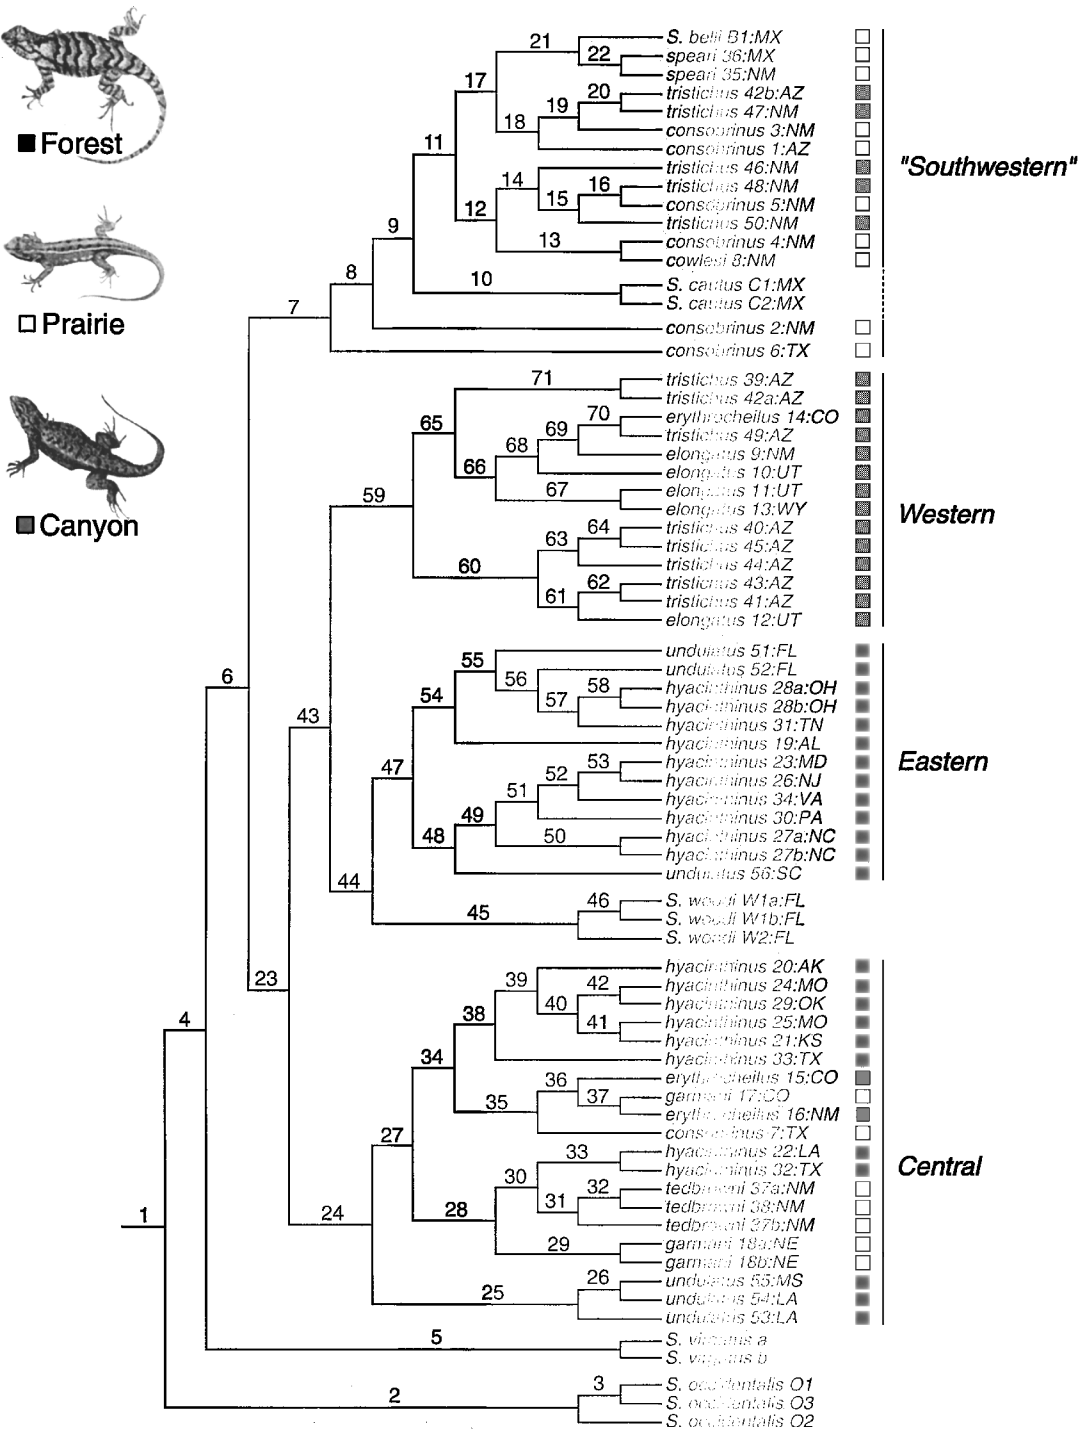 Forest
Prairie
Canyon
1
2
3
4
5
6
7
8
9
10
11
12
13
14
15
16
17
18
19
20
21
22
S. belli B1:MX
speari 36:MX
speari 35:NM
tristichus 42b:AZ
tristichus 47:NM
consobrinus 3:NM
consobrinus 1:AZ
tristichus 46:NM
tristichus 48:NM
consobrinus 5:NM
tristichus 50:NM
consobrinus 4:NM
cowlesi 8:NM
S. cautus C1:MX
S. cautus C2:MX
consobrinus 2:NM
consobrinus 6:TX
"Southwestern"
43
59
60
61
62
63
64
65
66
67
68
69
70
71
tristichus 39:AZ
tristichus 42a:AZ
erythrocheilus 14:CO
tristichus 49:AZ
elongatus 9:NM
elongatus 10:UT
elongatus 11:UT
elongatus 13:WY
tristichus 40:AZ
tristichus 45:AZ
tristichus 44:AZ
tristichus 43:AZ
tristichus 41:AZ
elongatus 12:UT
Western
44
45
46
47
48
49
50
51
52
53
54
55
56
57
58
undulatus 51:FL
undulatus 52:FL
hyacinthinus 28a:OH
hyacinthinus 28b:OH
hyacinthinus 31:TN
hyacinthinus 19:AL
hyacinthinus 23:MD
hyacinthinus 26:NJ
hyacinthinus 34:VA
hyacinthinus 30:PA
hyacinthinus 27a:NC
hyacinthinus 27b:NC
undulatus 56:SC
Eastern
S. woodi W1a:FL
S. woodi W1b:FL
S. woodi W2:FL
23
24
25
26
27
28
29
30
31
32
33
34
35
36
37
38
39
40
41
42
hyacinthinus 20:AK
hyacinthinus 24:MO
hyacinthinus 29:OK
hyacinthinus 25:MO
hyacinthinus 21:KS
hyacinthinus 33:TX
erythrocheilus 15:CO
garmani 17:CO
erythrocheilus 16:NM
consobrinus 7:TX
hyacinthinus 22:LA
hyacinthinus 32:TX
tedbrowni 37a:NM
tedbrowni 38:NM
tedbrowni 37b:NM
garmani 18a:NE
garmani 18b:NE
undulatus 55:MS
undulatus 54:LA
undulatus 53:LA
Central
S. virgatus a
S. virgatus b
S. occidentalis O1
S. occidentalis O3
S. occidentalis O2